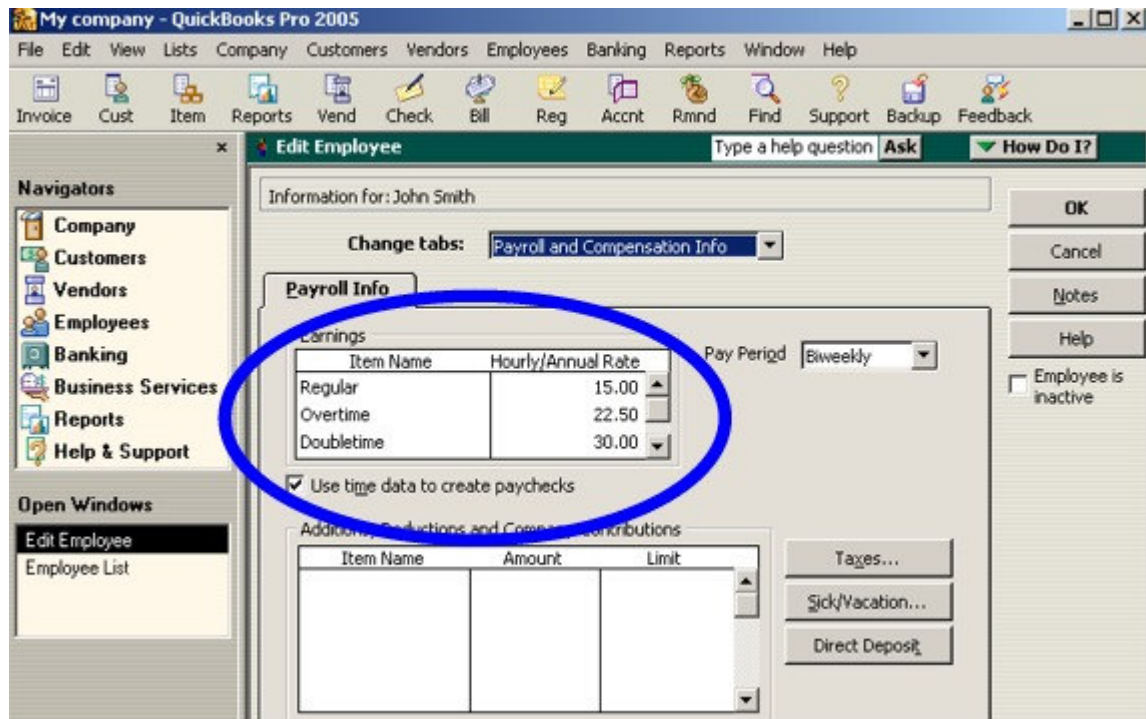 My company - QuickBooks Pro 2005
File Edit View Lists Company Customers Vendors Employees Banking Reports Window Help
Invoice Cust Item Reports Vend Check Bill Reg Accnt Rmnd Find Support Backup Feedback
Edit Employee Type a help question Ask How Do I?
Navigators
Company
Customers
Vendors
Employees
Banking
Business Services
Reports
Help & Support
Open Windows
Edit Employee
Employee List
Information for: John Smith
Change tabs: Payroll and Compensation Info
Payroll Info
Earnings
Item Name Hourly/Annual Rate
Regular 15.00
Overtime 22.50
Doubletime 30.00
Pay Period Biweekly
Use time data to create paychecks
Additions, Deductions and Company Contributions
Item Name Amount Limit
Taxes...
Sick/Vacation...
Direct Deposit
OK
Cancel
Notes
Help
Employee is
inactive